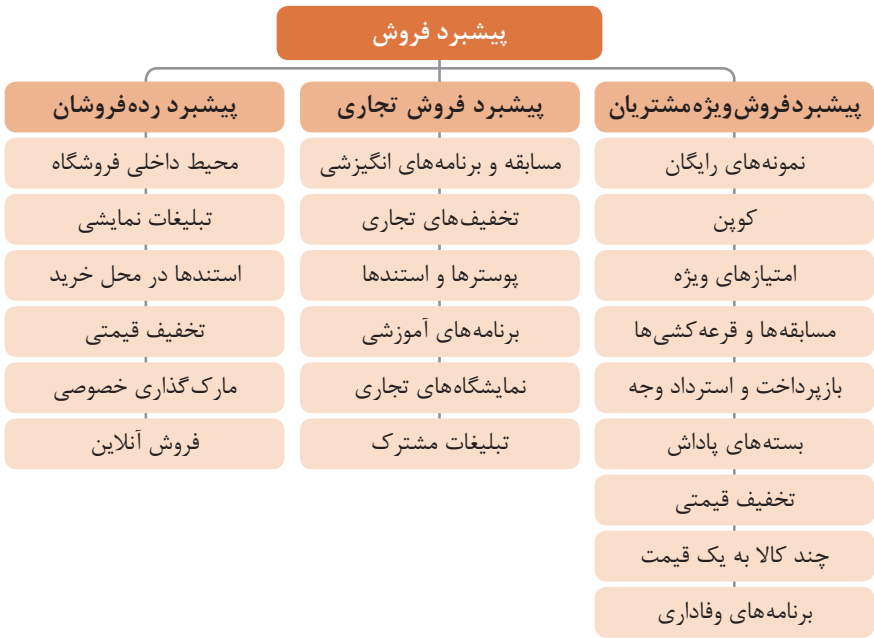 پیشبرد فروش
پیشبرد فروش ویژه مشتریان
نمونه‌های رایگان
کوپن
امتیازهای ویژه
مسابقه‌ها و قرعه‌کشی‌ها
بازپرداخت و استرداد وجه
بسته‌های پاداش
تخفیف قیمتی
چند کالا به یک قیمت
برنامه‌های وفاداری
پیشبرد فروش تجاری
مسابقه و برنامه‌های انگیزشی
تخفیف‌های تجاری
پوسترها و استندها
برنامه‌های آموزشی
نمایشگاه‌های تجاری
تبلیغات مشترک
پیشبرد رده‌فروشان
محیط داخلی فروشگاه
تبلیغات نمایشی
استندها در محل خرید
تخفیف قیمتی
مارک‌گذاری خصوصی
فروش آنلاین